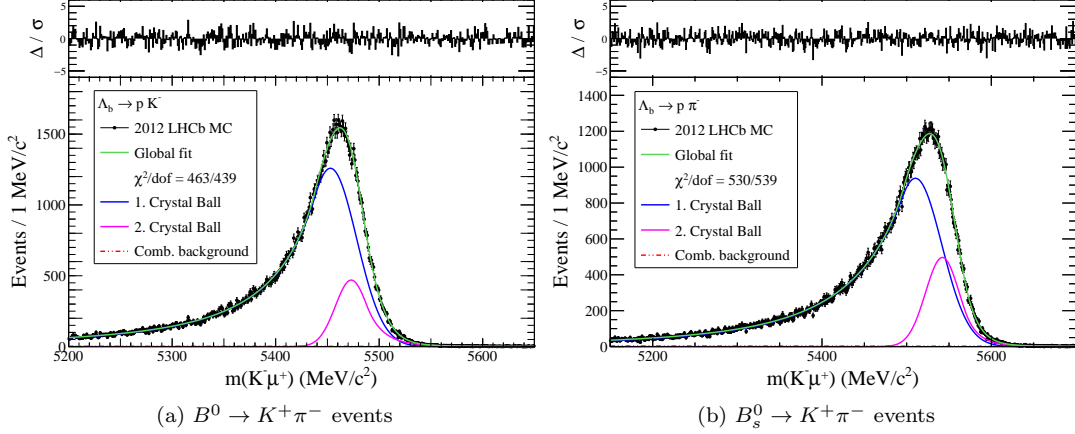 Δ / σ
5
0
−5
Λb → p K-
2012 LHCb MC
Global fit
χ2/dof = 463/439
1. Crystal Ball
2. Crystal Ball
Comb. background
Events / 1 MeV/c2
1500
1000
500
0
5200 5300 5400 5500 5600
m(K-μ+) (MeV/c2)
(a) B0 → K+π− events
Δ / σ
5
0
−5
Λb → p π-
2012 LHCb MC
Global fit
χ2/dof = 530/539
1. Crystal Ball
2. Crystal Ball
Comb. background
Events / 1 MeV/c2
1400
1200
1000
800
600
400
200
0
5200 5400 5600
m(K-μ+) (MeV/c2)
(b) B0s → K+π− events